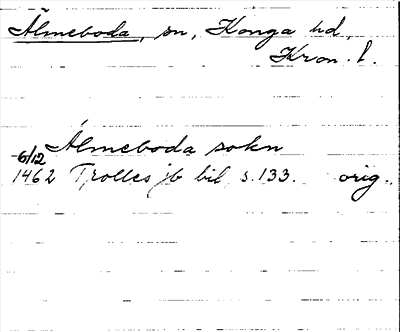 Älmeboda, sn, Konga hd,
Kron. l.
Älmeboda sokn
6/12
1462 Trolles jb bil s. 133. orig.